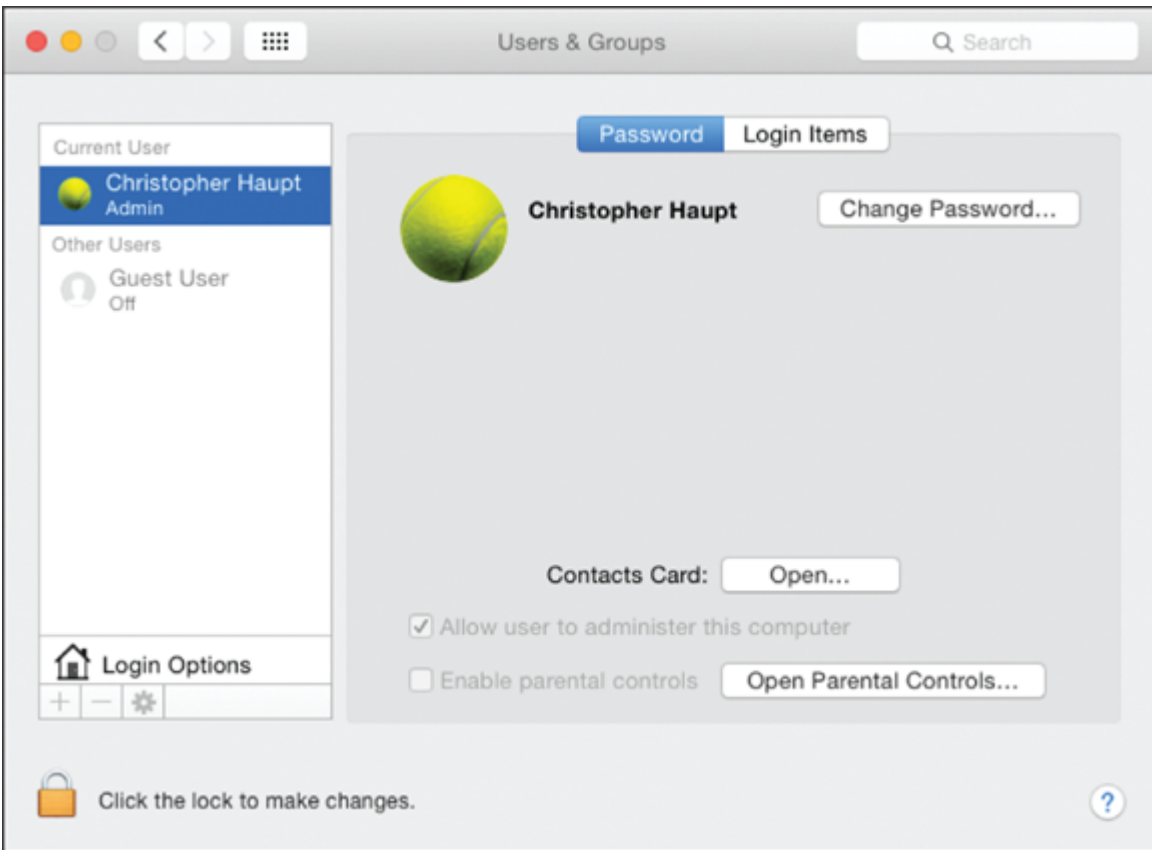 Users & Groups
Search
Current User
Christopher Haupt
Admin
Other Users
Guest User
Off
Login Options
+ −
Password
Login Items
Christopher Haupt
Change Password...
Contacts Card:
Open...
Allow user to administer this computer
Enable parental controls
Open Parental Controls...
Click the lock to make changes.
?